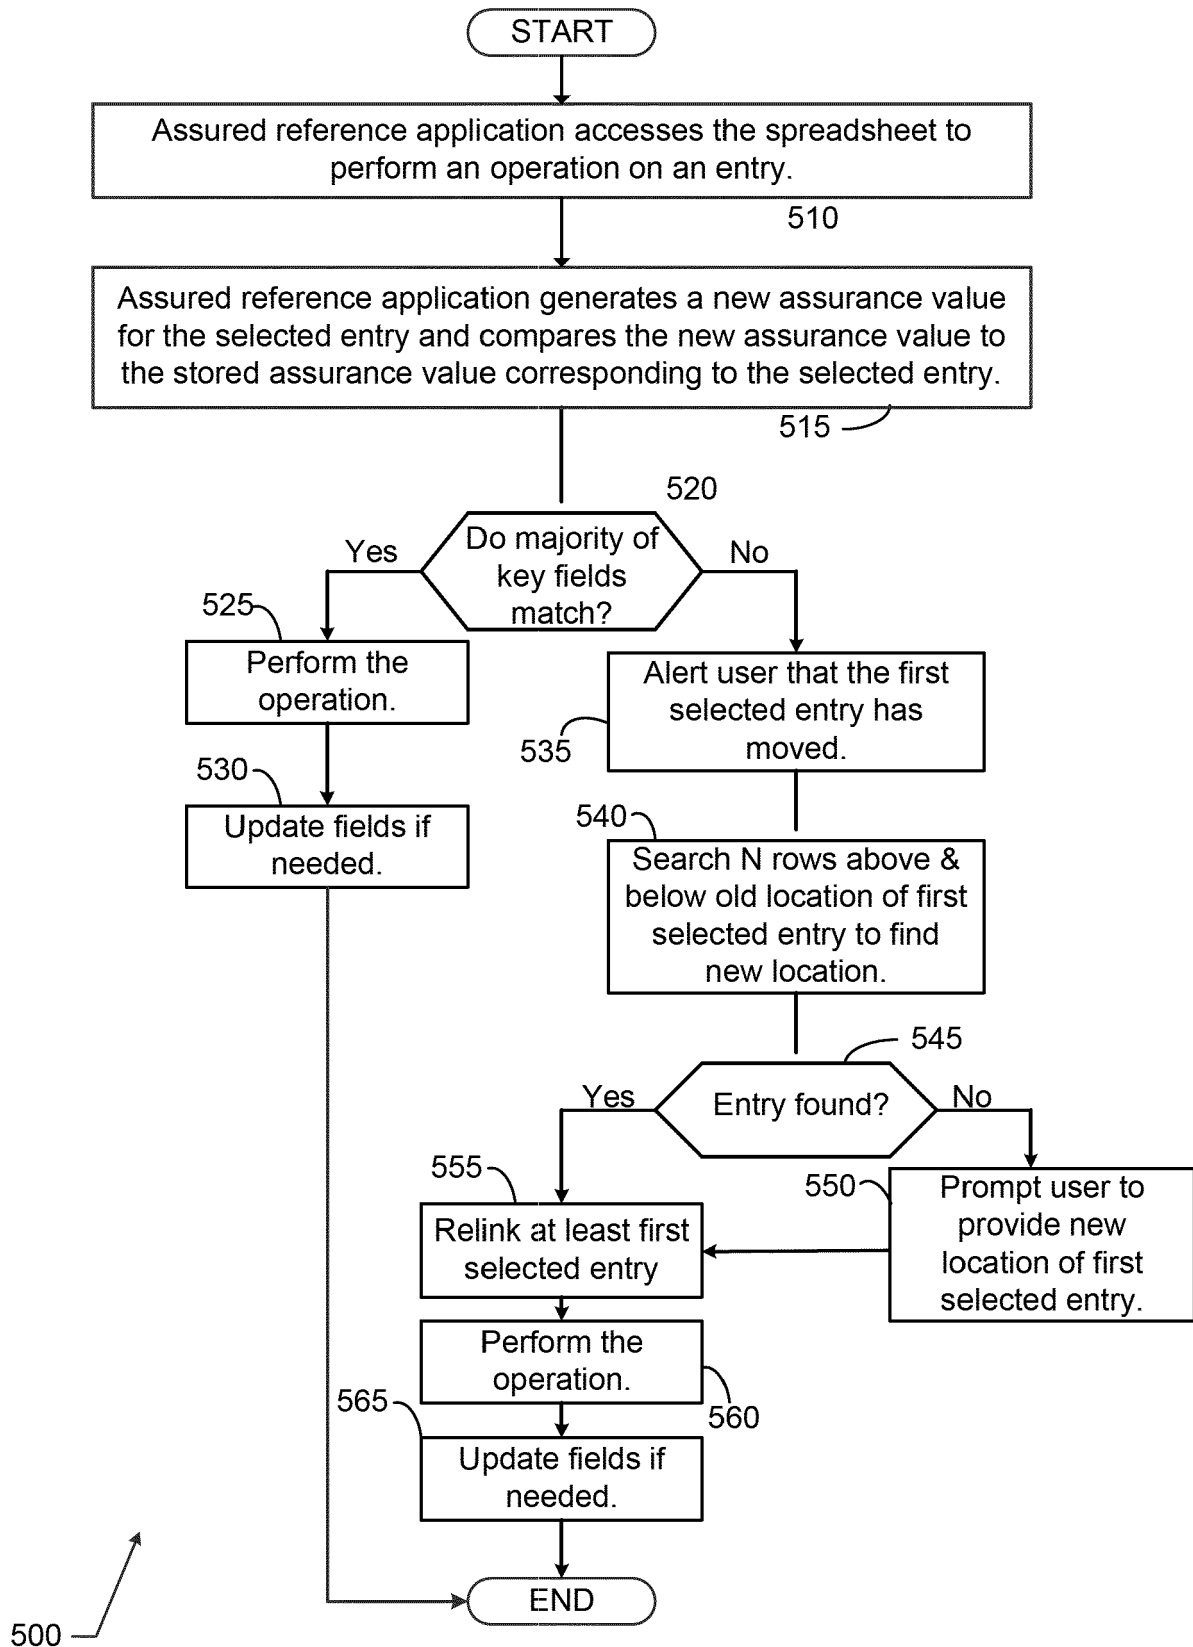 START
Assured reference application accesses the spreadsheet to
perform an operation on an entry.
510
Assured reference application generates a new assurance value
for the selected entry and compares the new assurance value to
the stored assurance value corresponding to the selected entry.
515
520
Do majority of
key fields
match?
Yes
No
525
Perform the
operation.
Alert user that the first
selected entry has
moved.
535
530
Update fields if
needed.
540
Search N rows above &
below old location of first
selected entry to find
new location.
545
Entry found?
Yes
No
555
Relink at least first
selected entry
550
Prompt user to
provide new
location of first
selected entry.
Perform the
operation.
560
565
Update fields if
needed.
END
500